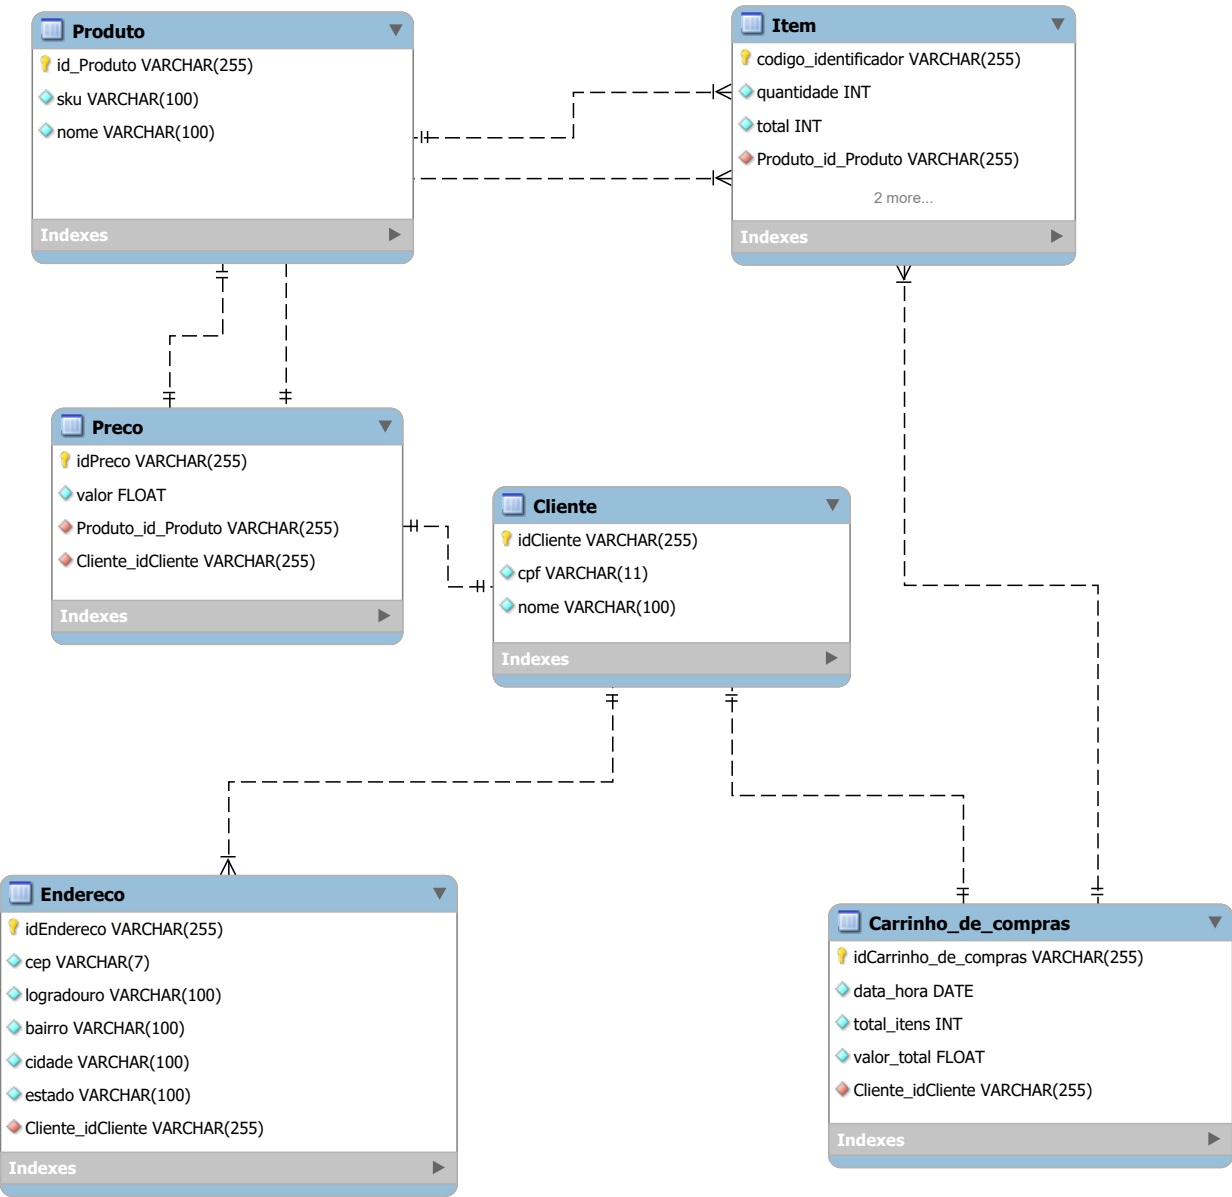 Produto
id_Produto VARCHAR(255)
sku VARCHAR(100)
nome VARCHAR(100)
Indexes
Item
codigo_identificador VARCHAR(255)
quantidade INT
total INT
Produto_id_Produto VARCHAR(255)
2 more...
Indexes
Preco
idPreco VARCHAR(255)
valor FLOAT
Produto_id_Produto VARCHAR(255)
Cliente_idCliente VARCHAR(255)
Indexes
Cliente
idCliente VARCHAR(255)
cpf VARCHAR(11)
nome VARCHAR(100)
Indexes
Endereco
idEndereco VARCHAR(255)
cep VARCHAR(7)
logradouro VARCHAR(100)
bairro VARCHAR(100)
cidade VARCHAR(100)
estado VARCHAR(100)
Cliente_idCliente VARCHAR(255)
Indexes
Carrinho_de_compras
idCarrinho_de_compras VARCHAR(255)
data_hora DATE
total_itens INT
valor_total FLOAT
Cliente_idCliente VARCHAR(255)
Indexes